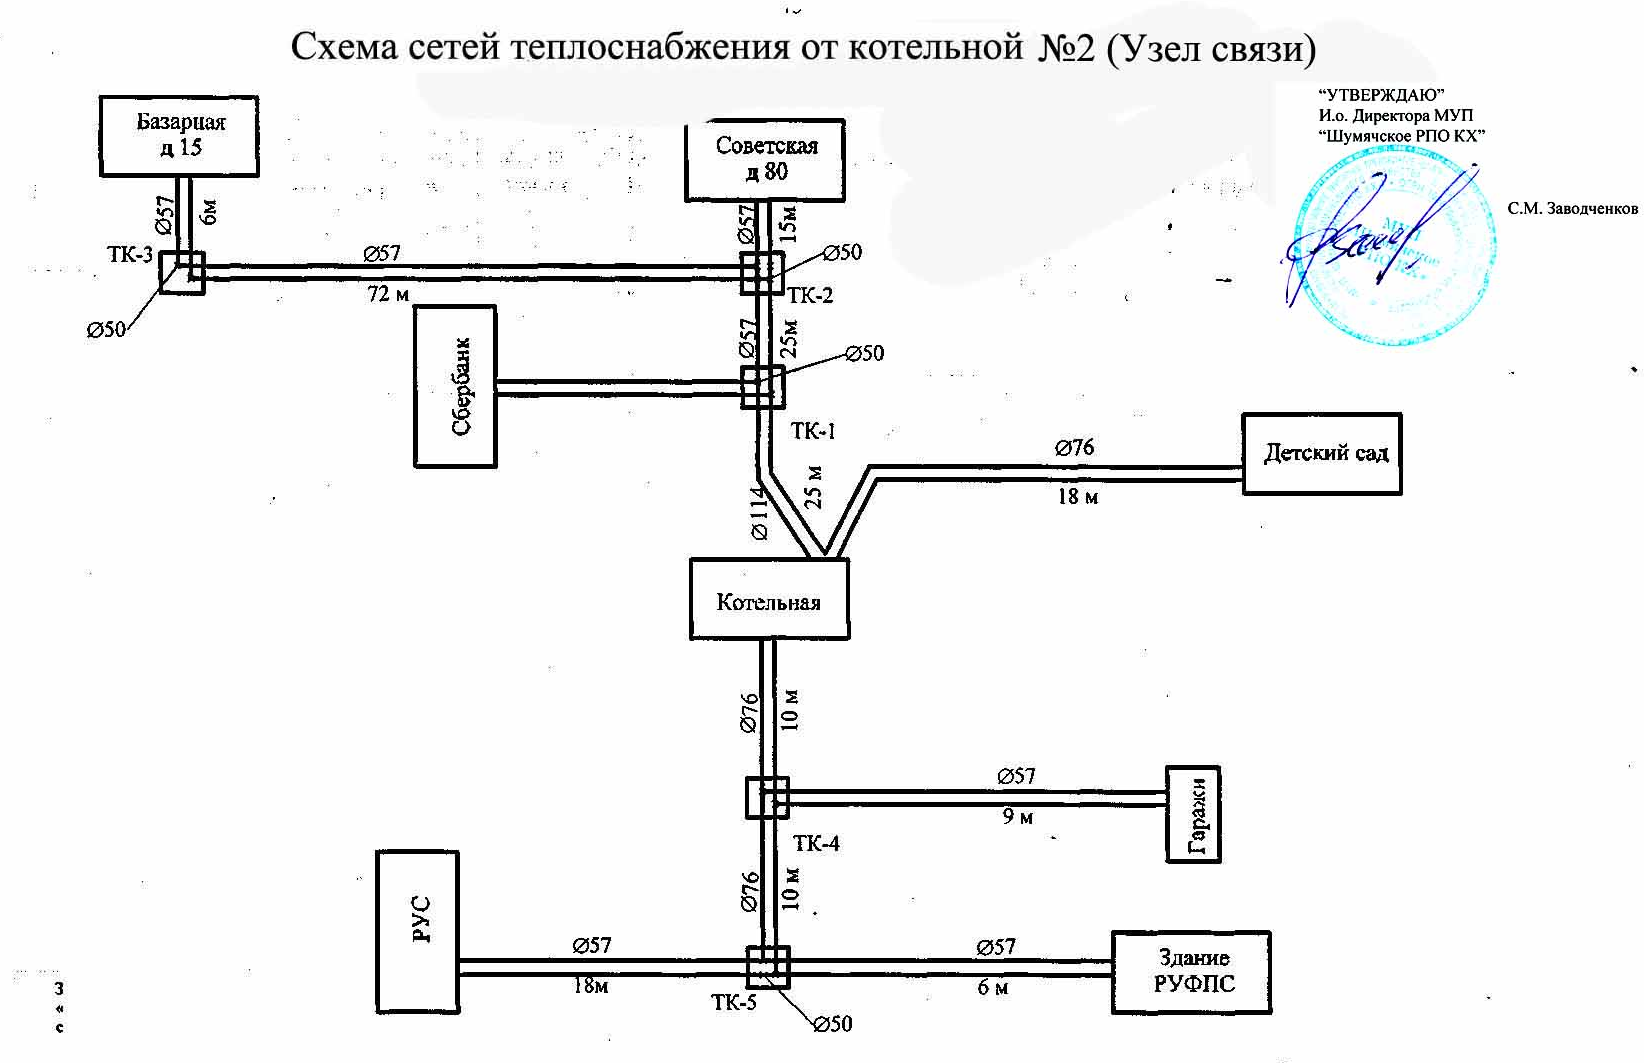 Схема сетей теплоснабжения от котельной №2 (Узел связи)
“УТВЕРЖДАЮ”
И.о. Директора МУП
“Шумячское РПО КХ”
С.М. Заводченков
Базарная
д 15
Советская
д 80
Ø57
6м
Ø57
15м
ТК-3
Ø57
72 м
Ø50
ТК-2
Ø50
Ø57
25м
Сбербанк
Ø50
ТК-1
Ø114
25 м
Ø76
18 м
Детский сад
Котельная
Ø76
10 м
Ø57
9 м
Гаражи
ТК-4
Ø76
10 м
РУС
Ø57
18м
ТК-5
Ø57
6 м
Здание
РУФПС
Ø50
З
«
с